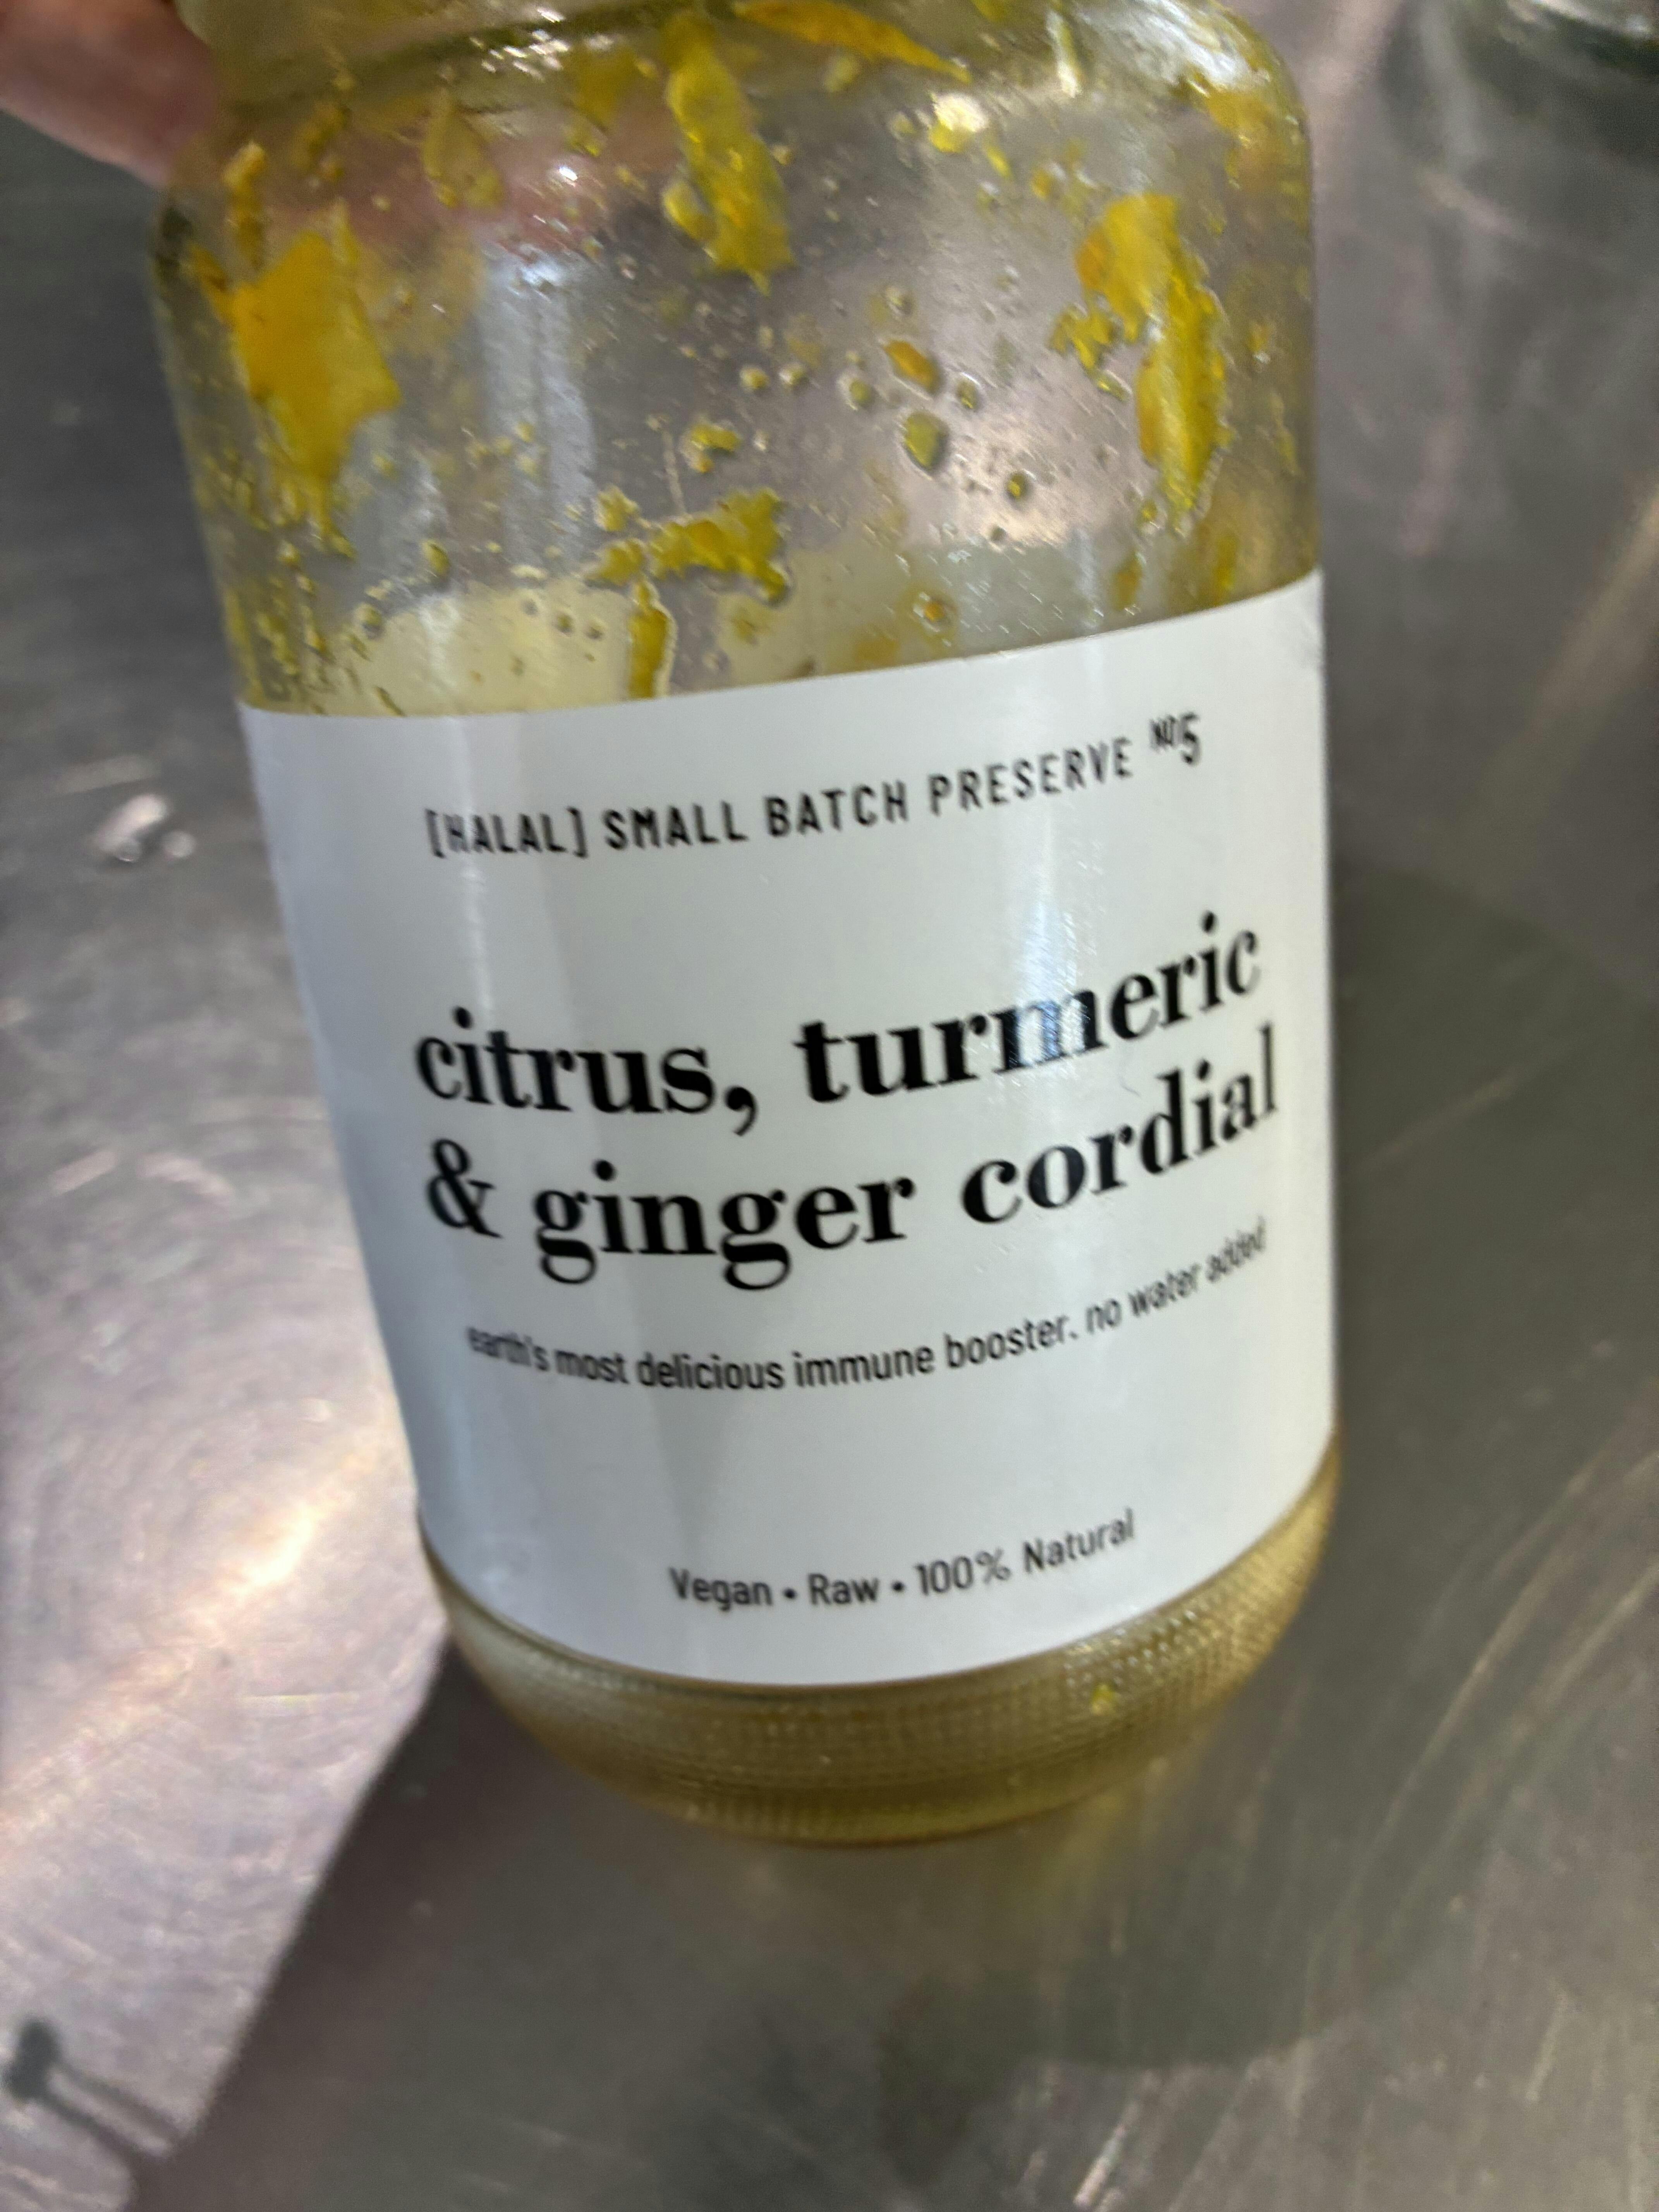 [HALAL] SMALL BATCH PRESERVE Nº5
citrus, turmeric
& ginger cordial
earth's most delicious immune booster. no water added
Vegan • Raw • 100% Natural